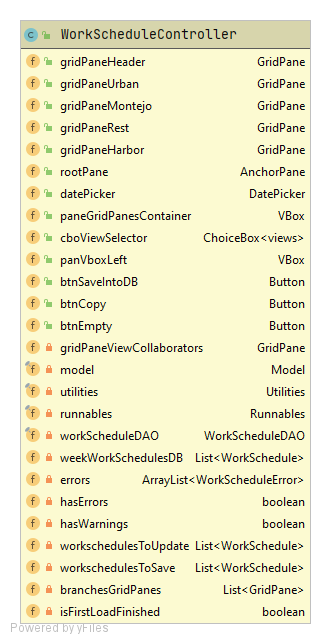 C WorkScheduleController
f gridPaneHeader GridPane
f gridPaneUrban GridPane
f gridPaneMontejo GridPane
f gridPaneRest GridPane
f gridPaneHarbor GridPane
f rootPane AnchorPane
f datePicker DatePicker
f paneGridPanesContainer VBox
f cboViewSelector ChoiceBox<views>
f panVboxLeft VBox
f btnSaveIntoDB Button
f btnCopy Button
f btnEmpty Button
f gridPaneViewCollaborators GridPane
f model Model
f utilities Utilities
f runnables Runnables
f workScheduleDAO WorkScheduleDAO
f weekWorkSchedulesDB List<WorkSchedule>
f errors ArrayList<WorkScheduleError>
f hasErrors boolean
f hasWarnings boolean
f workschedulesToUpdate List<WorkSchedule>
f workschedulesToSave List<WorkSchedule>
f branchesGridPanes List<GridPane>
f isFirstLoadFinished boolean
Powered by yFiles